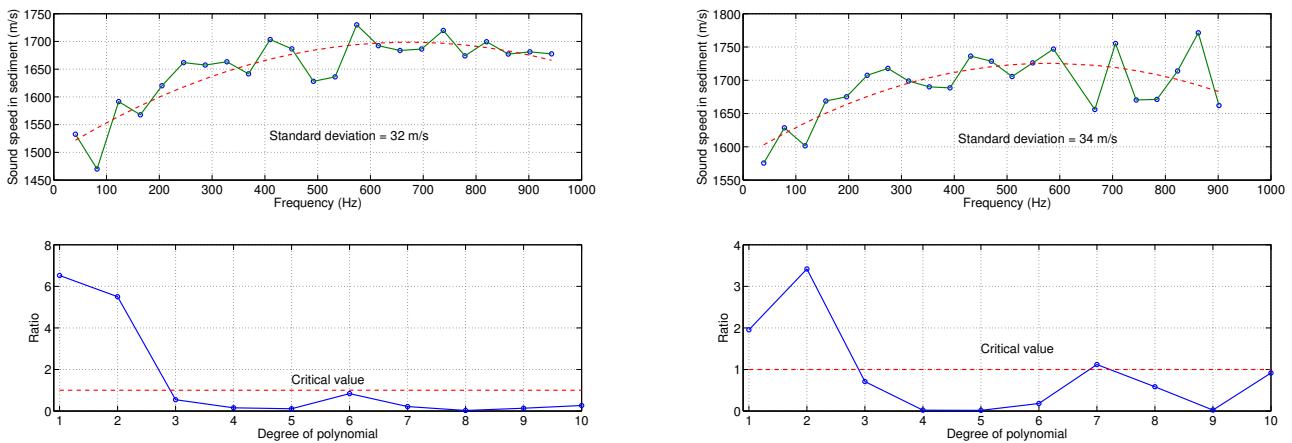 Sound speed in sediment (m/s)
1750
1700
1650
1600
1550
1500
1450
0 100 200 300 400 500 600 700 800 900 1000
Frequency (Hz)
Standard deviation = 32 m/s
Sound speed in sediment (m/s)
1800
1750
1700
1650
1600
1550
0 100 200 300 400 500 600 700 800 900 1000
Frequency (Hz)
Standard deviation = 34 m/s
Ratio
8
6
4
2
0
1 2 3 4 5 6 7 8 9 10
Degree of polynomial
Critical value
Ratio
4
3
2
1
0
1 2 3 4 5 6 7 8 9 10
Degree of polynomial
Critical value